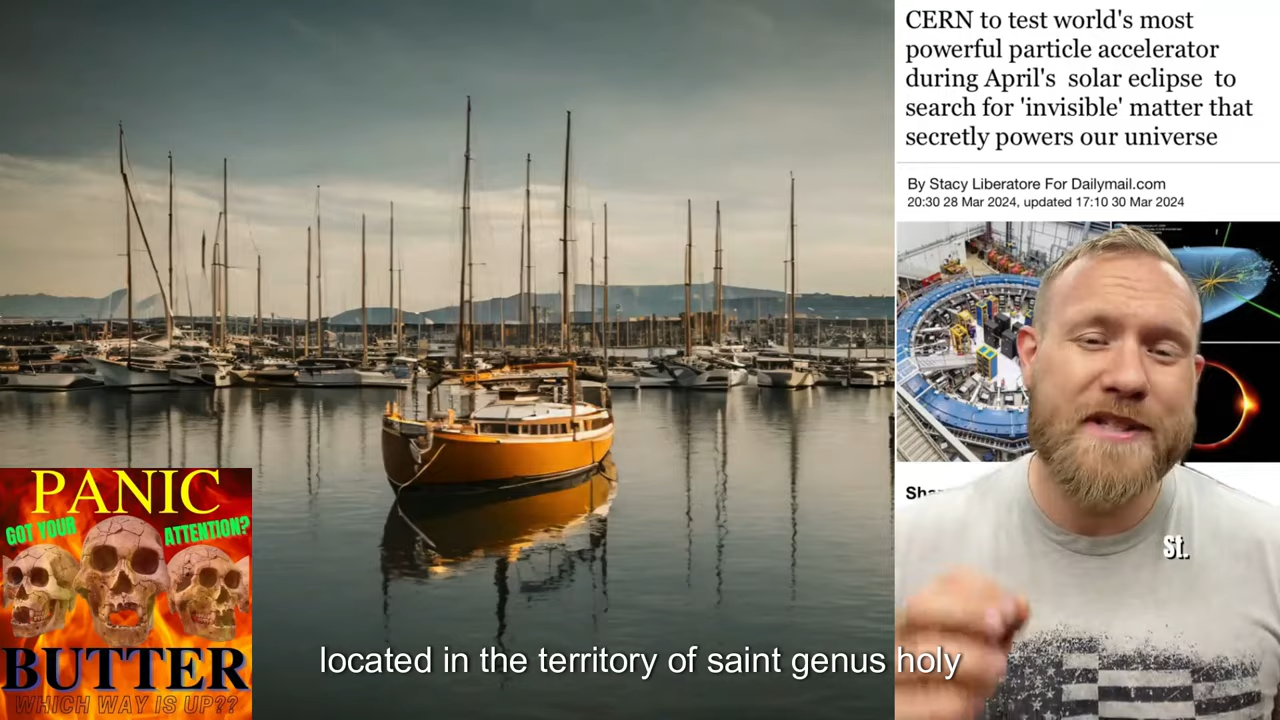 CERN to test world's most
powerful particle accelerator
during April's solar eclipse to
search for 'invisible' matter that
secretly powers our universe
By Stacy Liberatore For Dailymail.com
20:30 28 Mar 2024, updated 17:10 30 Mar 2024
St.
PANIC
GOT YOUR
ATTENTION?
BUTTER
WHICH WAY IS UP??
located in the territory of saint genus holy